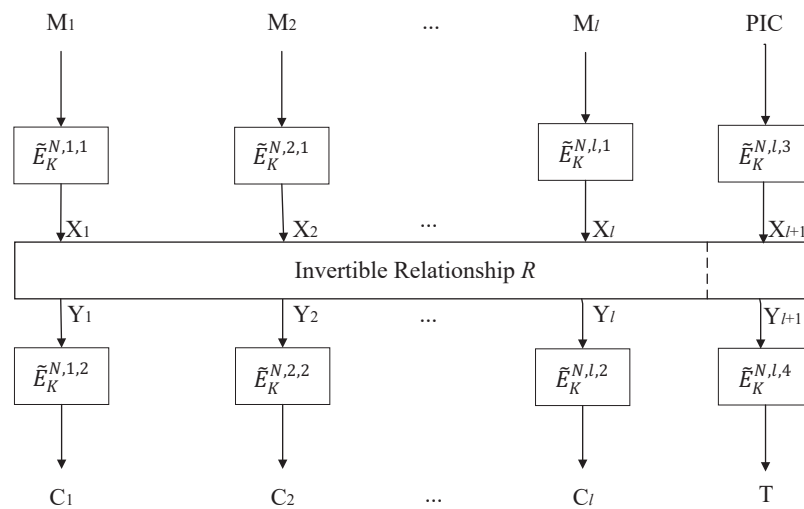 M₁ M₂ ... Mₗ PIC
Ẽ_K^{N,1,1} Ẽ_K^{N,2,1} Ẽ_K^{N,l,1} Ẽ_K^{N,l,3}
X₁ X₂ ... Xₗ Xₗ₊₁
Invertible Relationship R
Y₁ Y₂ ... Yₗ Yₗ₊₁
Ẽ_K^{N,1,2} Ẽ_K^{N,2,2} Ẽ_K^{N,l,2} Ẽ_K^{N,l,4}
C₁ C₂ ... Cₗ T